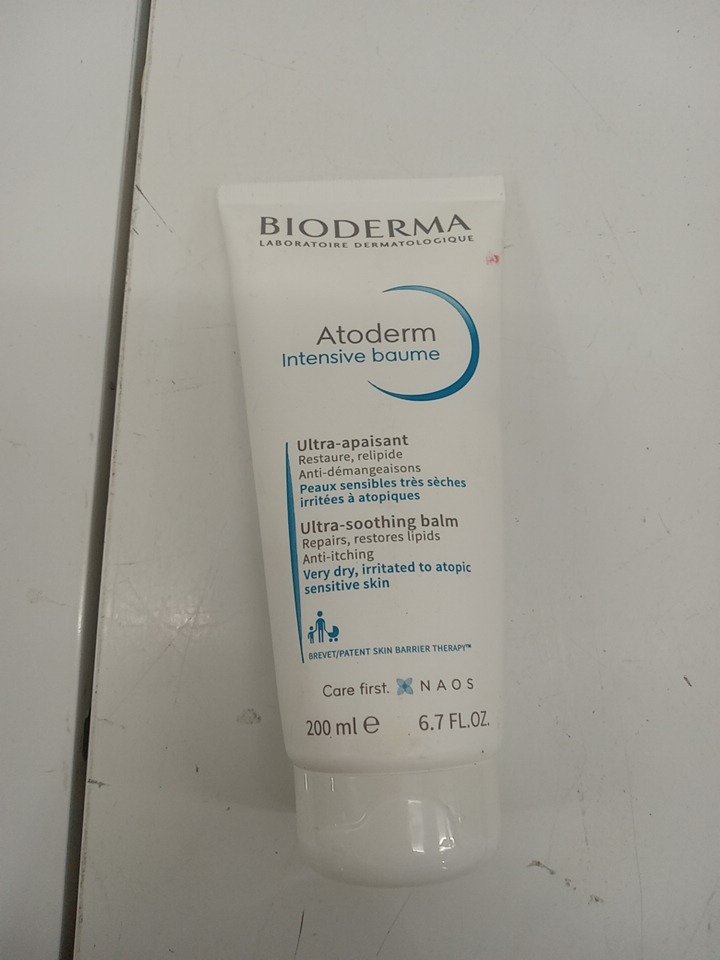 BIODERMA
LABORATOIRE DERMATOLOGIQUE
Atoderm
Intensive baume
Ultra-apaisant
Restaure, relipide
Anti-démangeaisons
Peaux sensibles très sèches
irritées à atopiques
Ultra-soothing balm
Repairs, restores lipids
Anti-itching
Very dry, irritated to atopic
sensitive skin
BREVET/PATENT SKIN BARRIER THERAPY™
Care first. NAOS
200 ml ℮ 6.7 FL.OZ.